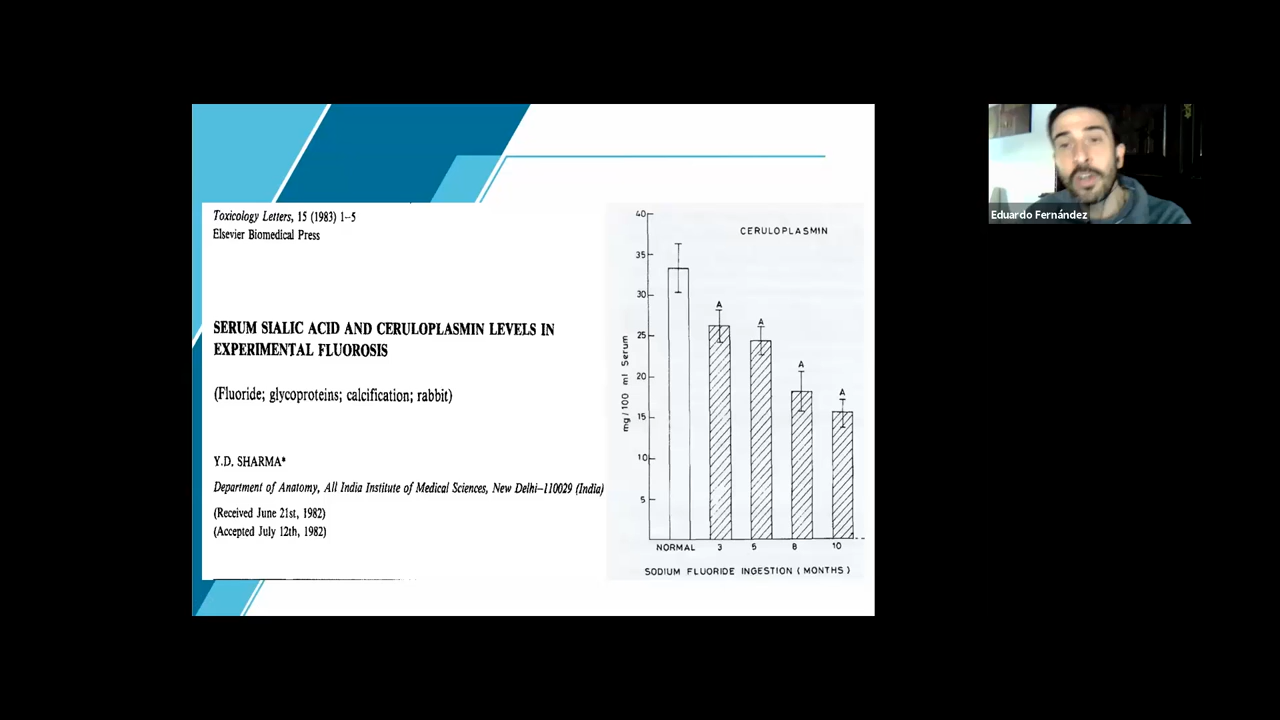 Toxicology Letters, 15 (1983) 1–5
Elsevier Biomedical Press
SERUM SIALIC ACID AND CERULOPLASMIN LEVELS IN
EXPERIMENTAL FLUOROSIS
(Fluoride; glycoproteins; calcification; rabbit)
Y.D. SHARMA*
Department of Anatomy, All India Institute of Medical Sciences, New Delhi–110029 (India)
(Received June 21st, 1982)
(Accepted July 12th, 1982)
CERULOPLASMIN
mg/100 ml Serum
40
35
30
25
20
15
10
5
A
A
A
A
NORMAL 3 5 8 10
SODIUM FLUORIDE INGESTION (MONTHS)
Eduardo Fernández